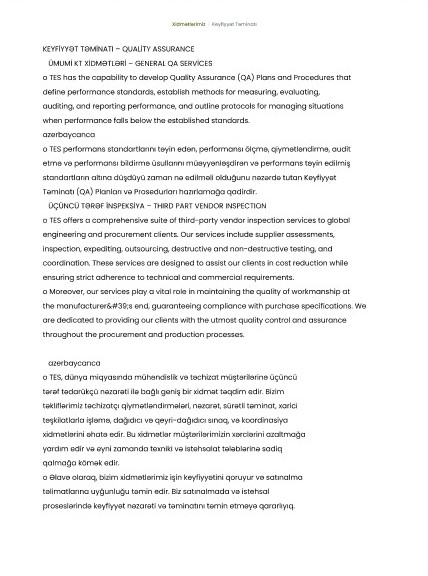 Xidmətlərimiz | Keyfiyyət Təminatı
KEYFİYYƏT TƏMİNATI – QUALİTY ASSURANCE
ÜMUMİ KT XİDMƏTLƏRİ – GENERAL QA SERVİCES
o TES has the capability to develop Quality Assurance (QA) Plans and Procedures that
define performance standards, establish methods for measuring, evaluating,
auditing, and reporting performance, and outline protocols for managing situations
when performance falls below the established standards.
azerbaycanca
o TES performans standartlarını təyin edən, performansı ölçmə, qiymətləndirmə, audit
etmə və performansı bildirmə üsullarını müəyyənləşdirən və performans təyin edilmiş
standartların altına düşdüyü zaman nə edilməli olduğunu nəzərdə tutan Keyfiyyət
Təminatı (QA) Planları və Prosedurları hazırlamağa qadirdir.
ÜÇÜNCÜ TƏRƏF İNSPEKSİYA – THIRD PART VENDOR INSPECTION
o TES offers a comprehensive suite of third-party vendor inspection services to global
engineering and procurement clients. Our services include supplier assessments,
inspection, expediting, outsourcing, destructive and non-destructive testing, and
coordination. These services are designed to assist our clients in cost reduction while
ensuring strict adherence to technical and commercial requirements.
o Moreover, our services play a vital role in maintaining the quality of workmanship at
the manufacturer&#39;s end, guaranteeing compliance with purchase specifications. We
are dedicated to providing our clients with the utmost quality control and assurance
throughout the procurement and production processes.
azerbaycanca
o TES, dünya miqyasında mühəndislik və təchizat müştərilərinə üçüncü
tərəf tədarükçü nəzarəti ilə bağlı geniş bir xidmət təqdim edir. Bizim
təkliflərimiz təchizatçı qiymətləndirmələri, nəzarət, sürətli təminat, xarici
təşkilatlarla işləmə, dağıdıcı və qeyri-dağıdıcı sınaq, və koordinasiya
xidmətlərini əhatə edir. Bu xidmətlər müştərilərimizin xərclərini azaltmağa
yardım edir və eyni zamanda texniki və istehsalat tələblərinə sadiq
qalmağa kömək edir.
o Əlavə olaraq, bizim xidmətlərimiz işin keyfiyyətini qoruyur və satınalma
təlimatlarına uyğunluğu təmin edir. Biz satınalmada və istehsal
proseslərində keyfiyyət nəzarəti və təminatını təmin etməyə qərarlıyıq.